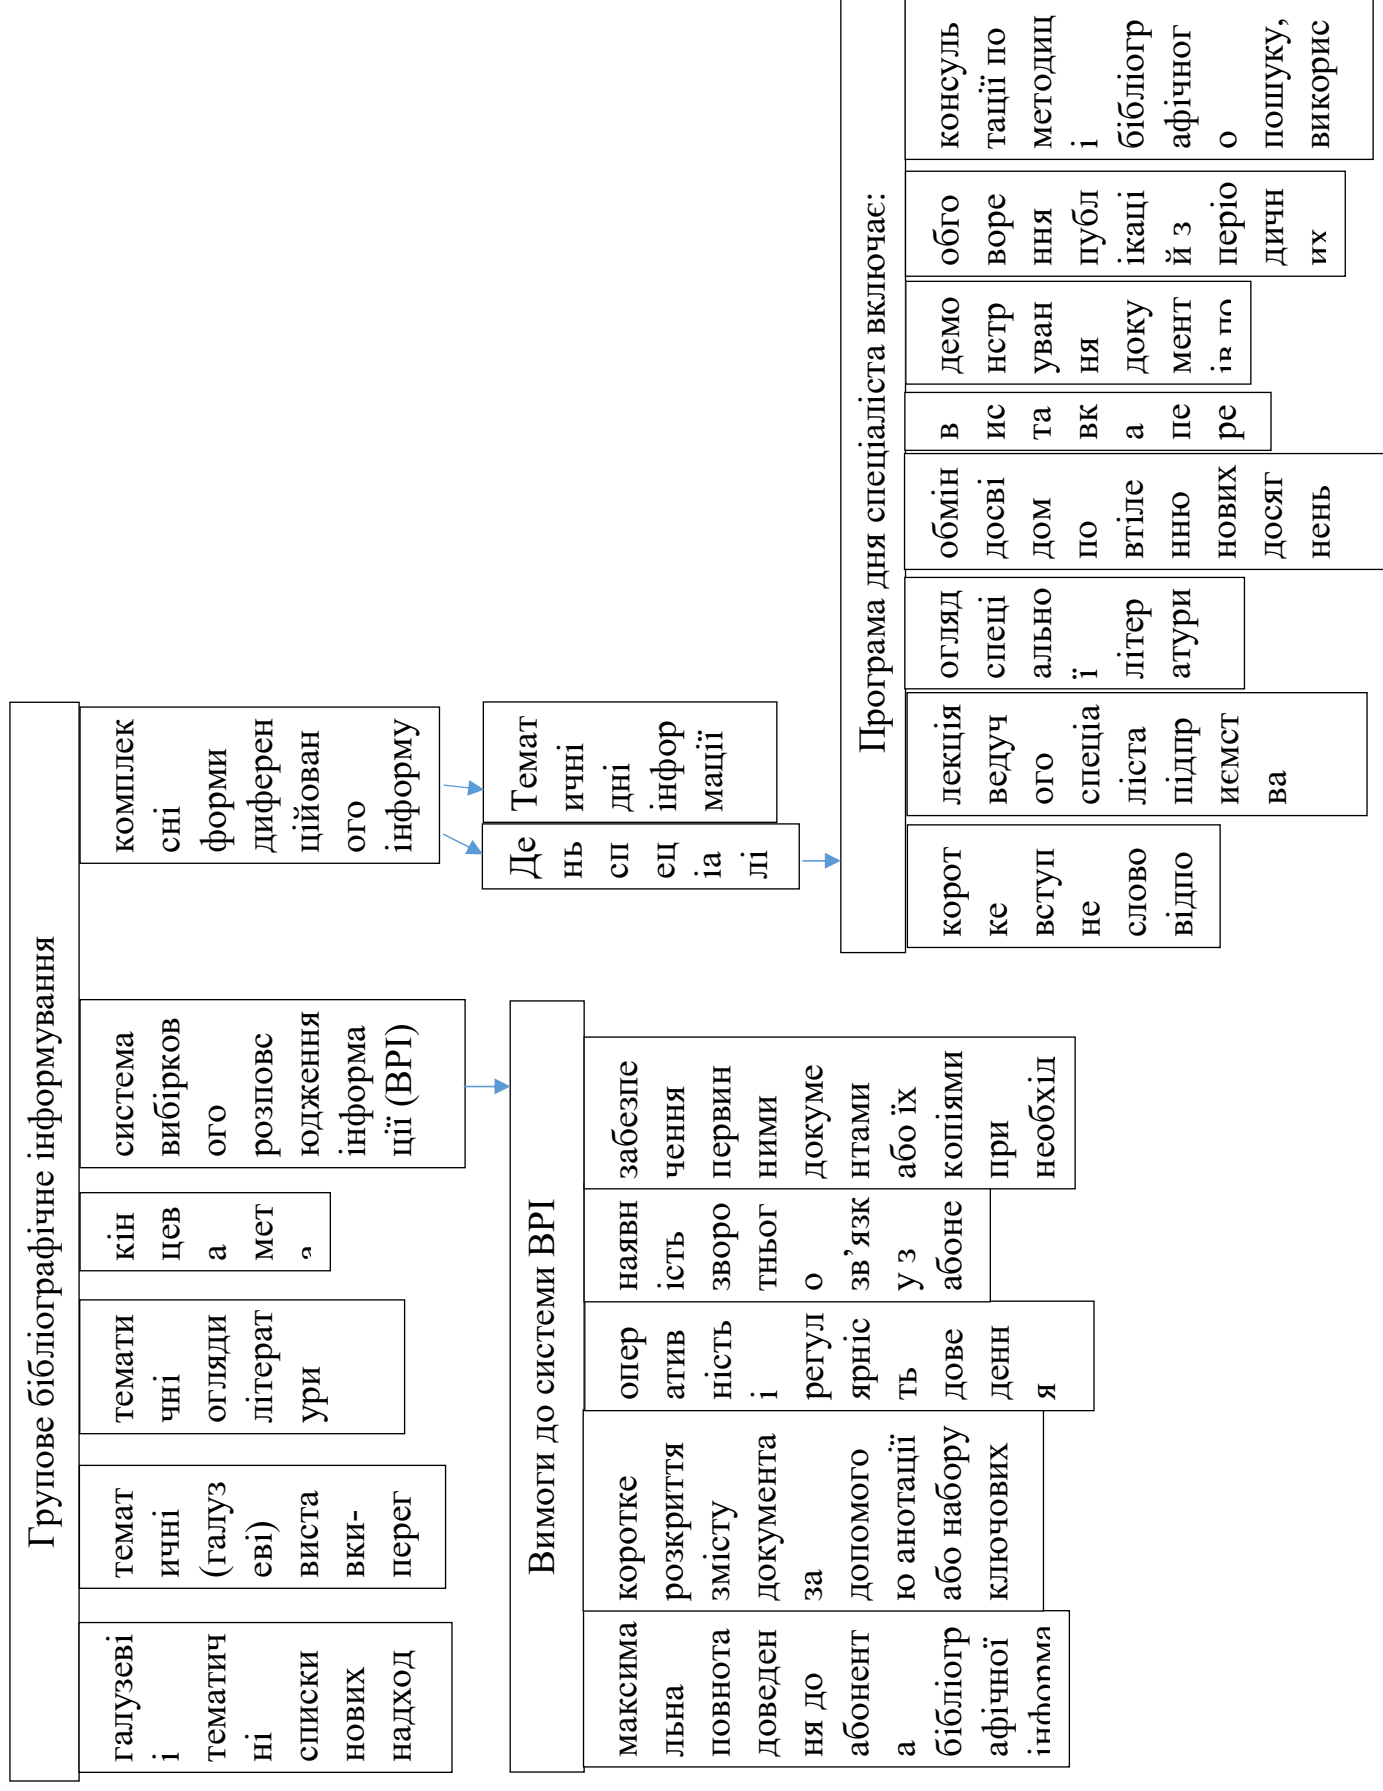 Групове бібліографічне інформування
галузеві
і
тематич
ні
списки
нових
надход
темат
ичні
(галуз
еві)
виста
вки-
перег
темати
чні
огляди
літерат
ури
кін
цев
а
мет
система
вибірков
ого
розповс
юдження
інформа
ції (ВРІ)
комплек
сні
форми
диферен
ційован
ого
інформу
Вимоги до системи ВРІ
максима
льна
повнота
доведен
ня до
абонент
а
бібліогр
афічної
інформа
коротке
розкриття
змісту
документа
за
допомого
ю анотації
або набору
ключових
опер
атив
ність
і
регул
ярніс
ть
дове
денн
я
наявн
ість
зворо
тньог
о
зв’язк
у з
абоне
забезпе
чення
первин
ними
докуме
нтами
або їх
копіями
при
необхід
Де
нь
сп
ец
іа
лі
Темат
ичні
дні
інфор
мації
Програма дня спеціаліста включає:
корот
ке
вступ
не
слово
відпо
лекція
ведуч
ого
спеціа
ліста
підпр
иємст
ва
огляд
спеці
ально
ї
літер
атури
обмін
досві
дом
по
втіле
нню
нових
досяг
нень
в
ис
та
вк
а
пе
ре
демо
нстр
уван
ня
доку
мент
ів по
обго
воре
ння
публ
ікаці
й з
періо
дичн
их
консуль
тації по
методиц
і
бібліогр
афічног
о
пошуку,
викорис